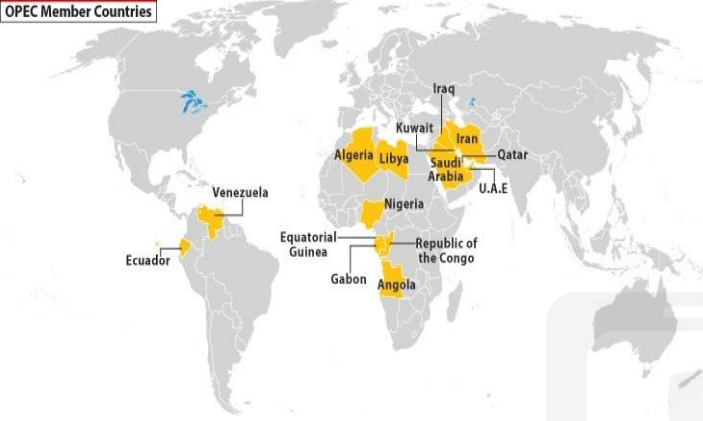 OPEC Member Countries
Iraq
Kuwait
Iran
Algeria
Libya
Saudi
Arabia
Qatar
U.A.E
Venezuela
Nigeria
Equatorial
Guinea
Republic of
the Congo
Ecuador
Gabon
Angola